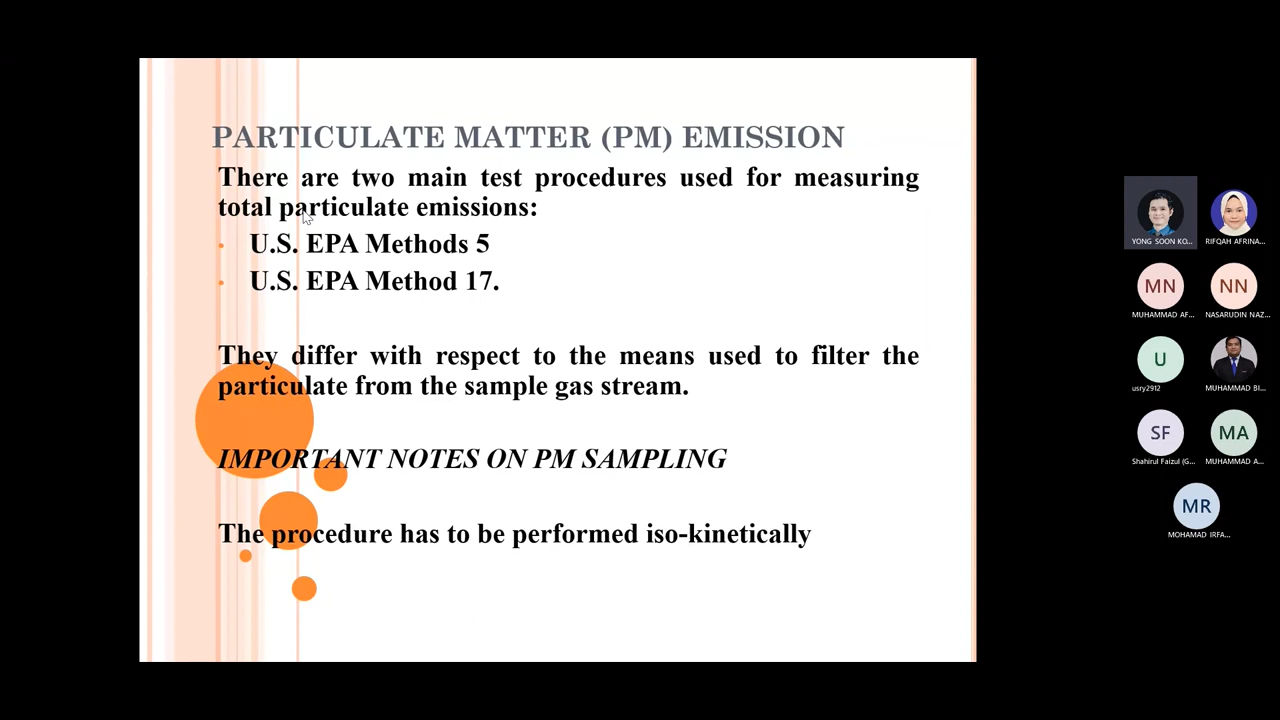 PARTICULATE MATTER (PM) EMISSION
There are two main test procedures used for measuring
total particulate emissions:
• U.S. EPA Methods 5
• U.S. EPA Method 17.
They differ with respect to the means used to filter the
particulate from the sample gas stream.
IMPORTANT NOTES ON PM SAMPLING
The procedure has to be performed iso-kinetically
YONG SOON KO...
RIFQAH AFRINA...
MN
NN
MUHAMMAD AF...
NASARUDIN NAZ...
U
usry2912
MUHAMMAD BI...
SF
MA
Shahirul Faizul (G...
MUHAMMAD A...
MR
MOHAMAD IRFA...